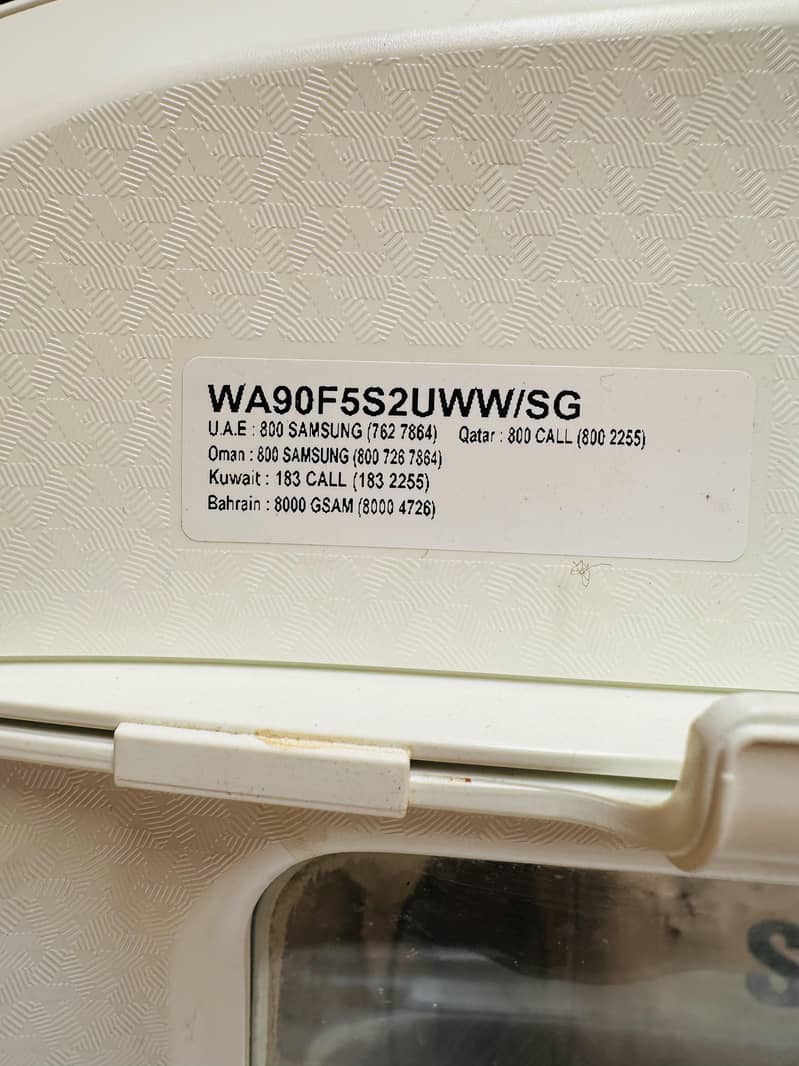 WA90F5S2UWW/SG
U.A.E : 800 SAMSUNG (762 7864) Qatar : 800 CALL (800 2255)
Oman : 800 SAMSUNG (800 726 7864)
Kuwait : 183 CALL (183 2255)
Bahrain : 8000 GSAM (8000 4726)
S